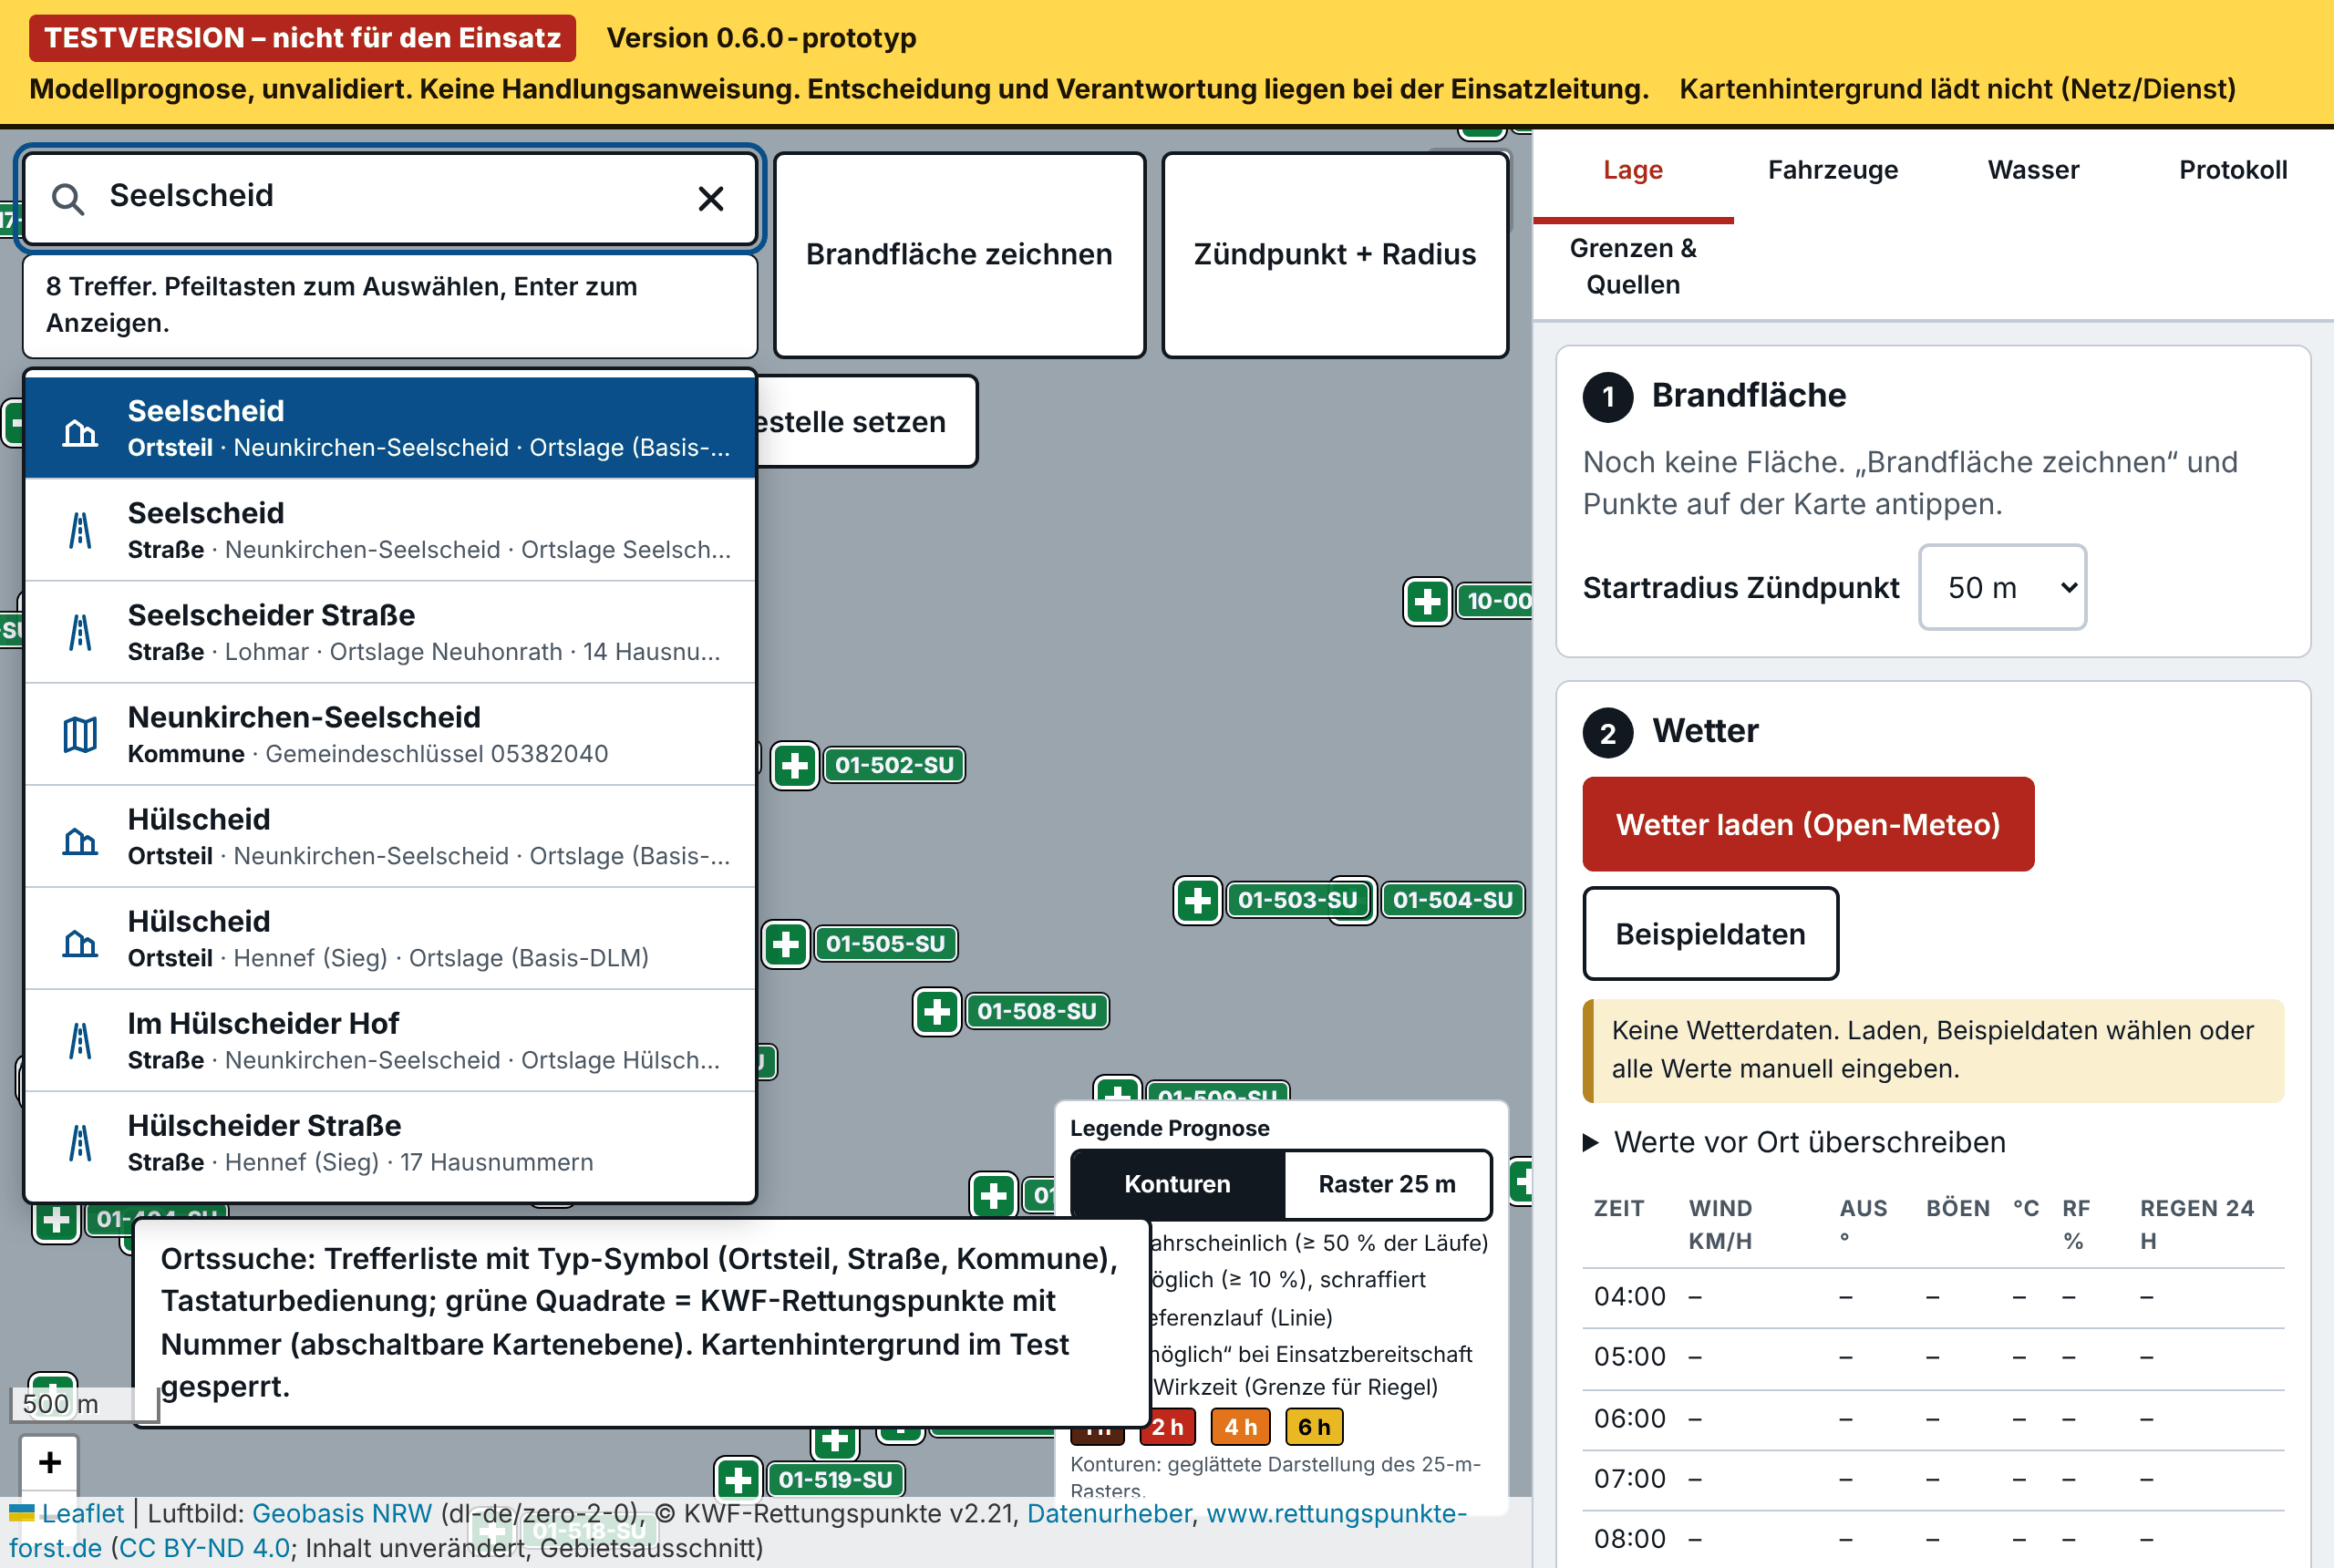 TESTVERSION – nicht für den Einsatz
Version 0.6.0-prototyp
Modellprognose, unvalidiert. Keine Handlungsanweisung. Entscheidung und Verantwortung liegen bei der Einsatzleitung.
Kartenhintergrund lädt nicht (Netz/Dienst)
Seelscheid
8 Treffer. Pfeiltasten zum Auswählen, Enter zum
Anzeigen.
Brandfläche zeichnen
Zündpunkt + Radius
estelle setzen
Seelscheid
Ortsteil · Neunkirchen-Seelscheid · Ortslage (Basis-...
Seelscheid
Straße · Neunkirchen-Seelscheid · Ortslage Seelsch...
Seelscheider Straße
Straße · Lohmar · Ortslage Neuhonrath · 14 Hausnu...
Neunkirchen-Seelscheid
Kommune · Gemeindeschlüssel 05382040
Hülscheid
Ortsteil · Neunkirchen-Seelscheid · Ortslage (Basis-...
Hülscheid
Ortsteil · Hennef (Sieg) · Ortslage (Basis-DLM)
Im Hülscheider Hof
Straße · Neunkirchen-Seelscheid · Ortslage Hülsch...
Hülscheider Straße
Straße · Hennef (Sieg) · 17 Hausnummern
10-00
01-502-SU
01-503-SU
01-504-SU
01-505-SU
01-508-SU
01-509-SU
Legende Prognose
Konturen
Raster 25 m
ahrscheinlich (≥ 50 % der Läufe)
öglich (≥ 10 %), schraffiert
eferenzlauf (Linie)
nöglich“ bei Einsatzbereitschaft
Wirkzeit (Grenze für Riegel)
2 h
4 h
6 h
Konturen: geglättete Darstellung des 25-m-
Rasters.
Ortssuche: Trefferliste mit Typ-Symbol (Ortsteil, Straße, Kommune),
Tastaturbedienung; grüne Quadrate = KWF-Rettungspunkte mit
Nummer (abschaltbare Kartenebene). Kartenhintergrund im Test
gesperrt.
500 m
+
01-519-SU
01-518-SU
Leaflet | Luftbild: Geobasis NRW (dl-de/zero-2-0), © KWF-Rettungspunkte v2.21, Datenurheber, www.rettungspunkte-
forst.de (CC BY-ND 4.0; Inhalt unverändert, Gebietsausschnitt)
Lage
Fahrzeuge
Wasser
Protokoll
Grenzen &
Quellen
1 Brandfläche
Noch keine Fläche. „Brandfläche zeichnen“ und
Punkte auf der Karte antippen.
Startradius Zündpunkt
50 m
2 Wetter
Wetter laden (Open-Meteo)
Beispieldaten
Keine Wetterdaten. Laden, Beispieldaten wählen oder
alle Werte manuell eingeben.
Werte vor Ort überschreiben
ZEIT WIND AUS BÖEN °C RF REGEN 24
KM/H ° % H
04:00 – – – – – –
05:00 – – – – – –
06:00 – – – – – –
07:00 – – – – – –
08:00 – – – – – –